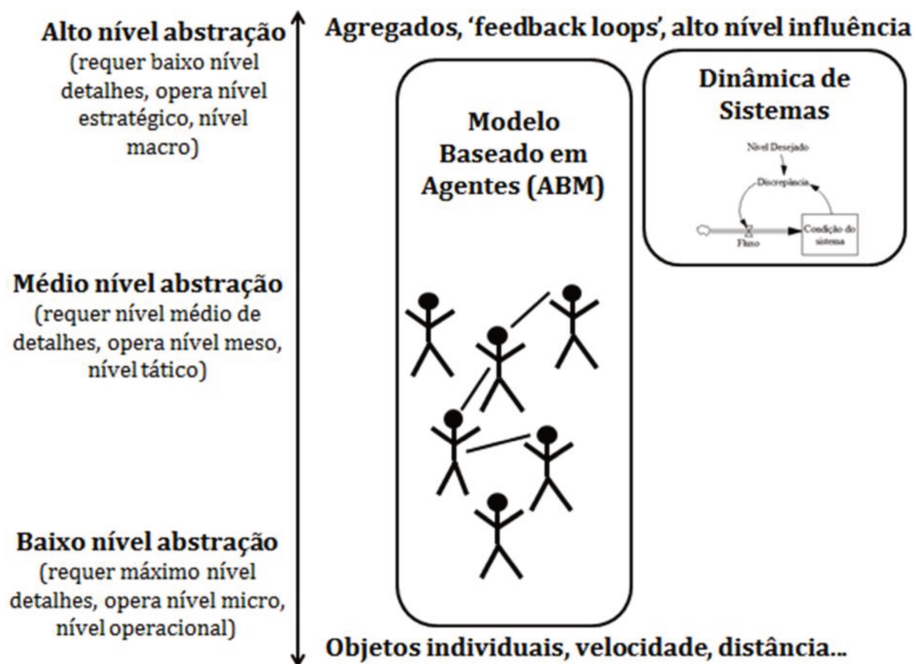 Alto nível abstração
(requer baixo nível
detalhes, opera nível
estratégico, nível
macro)
Médio nível abstração
(requer nível médio de
detalhes, opera nível meso,
nível tático)
Baixo nível abstração
(requer máximo nível
detalhes, opera nível micro,
nível operacional)
Agregados, ‘feedback loops’, alto nível influência
Modelo
Baseado em
Agentes (ABM)
Dinâmica de
Sistemas
Nível Desejado
Discrepância
Fluxo
Condição do
sistema
Objetos individuais, velocidade, distância...